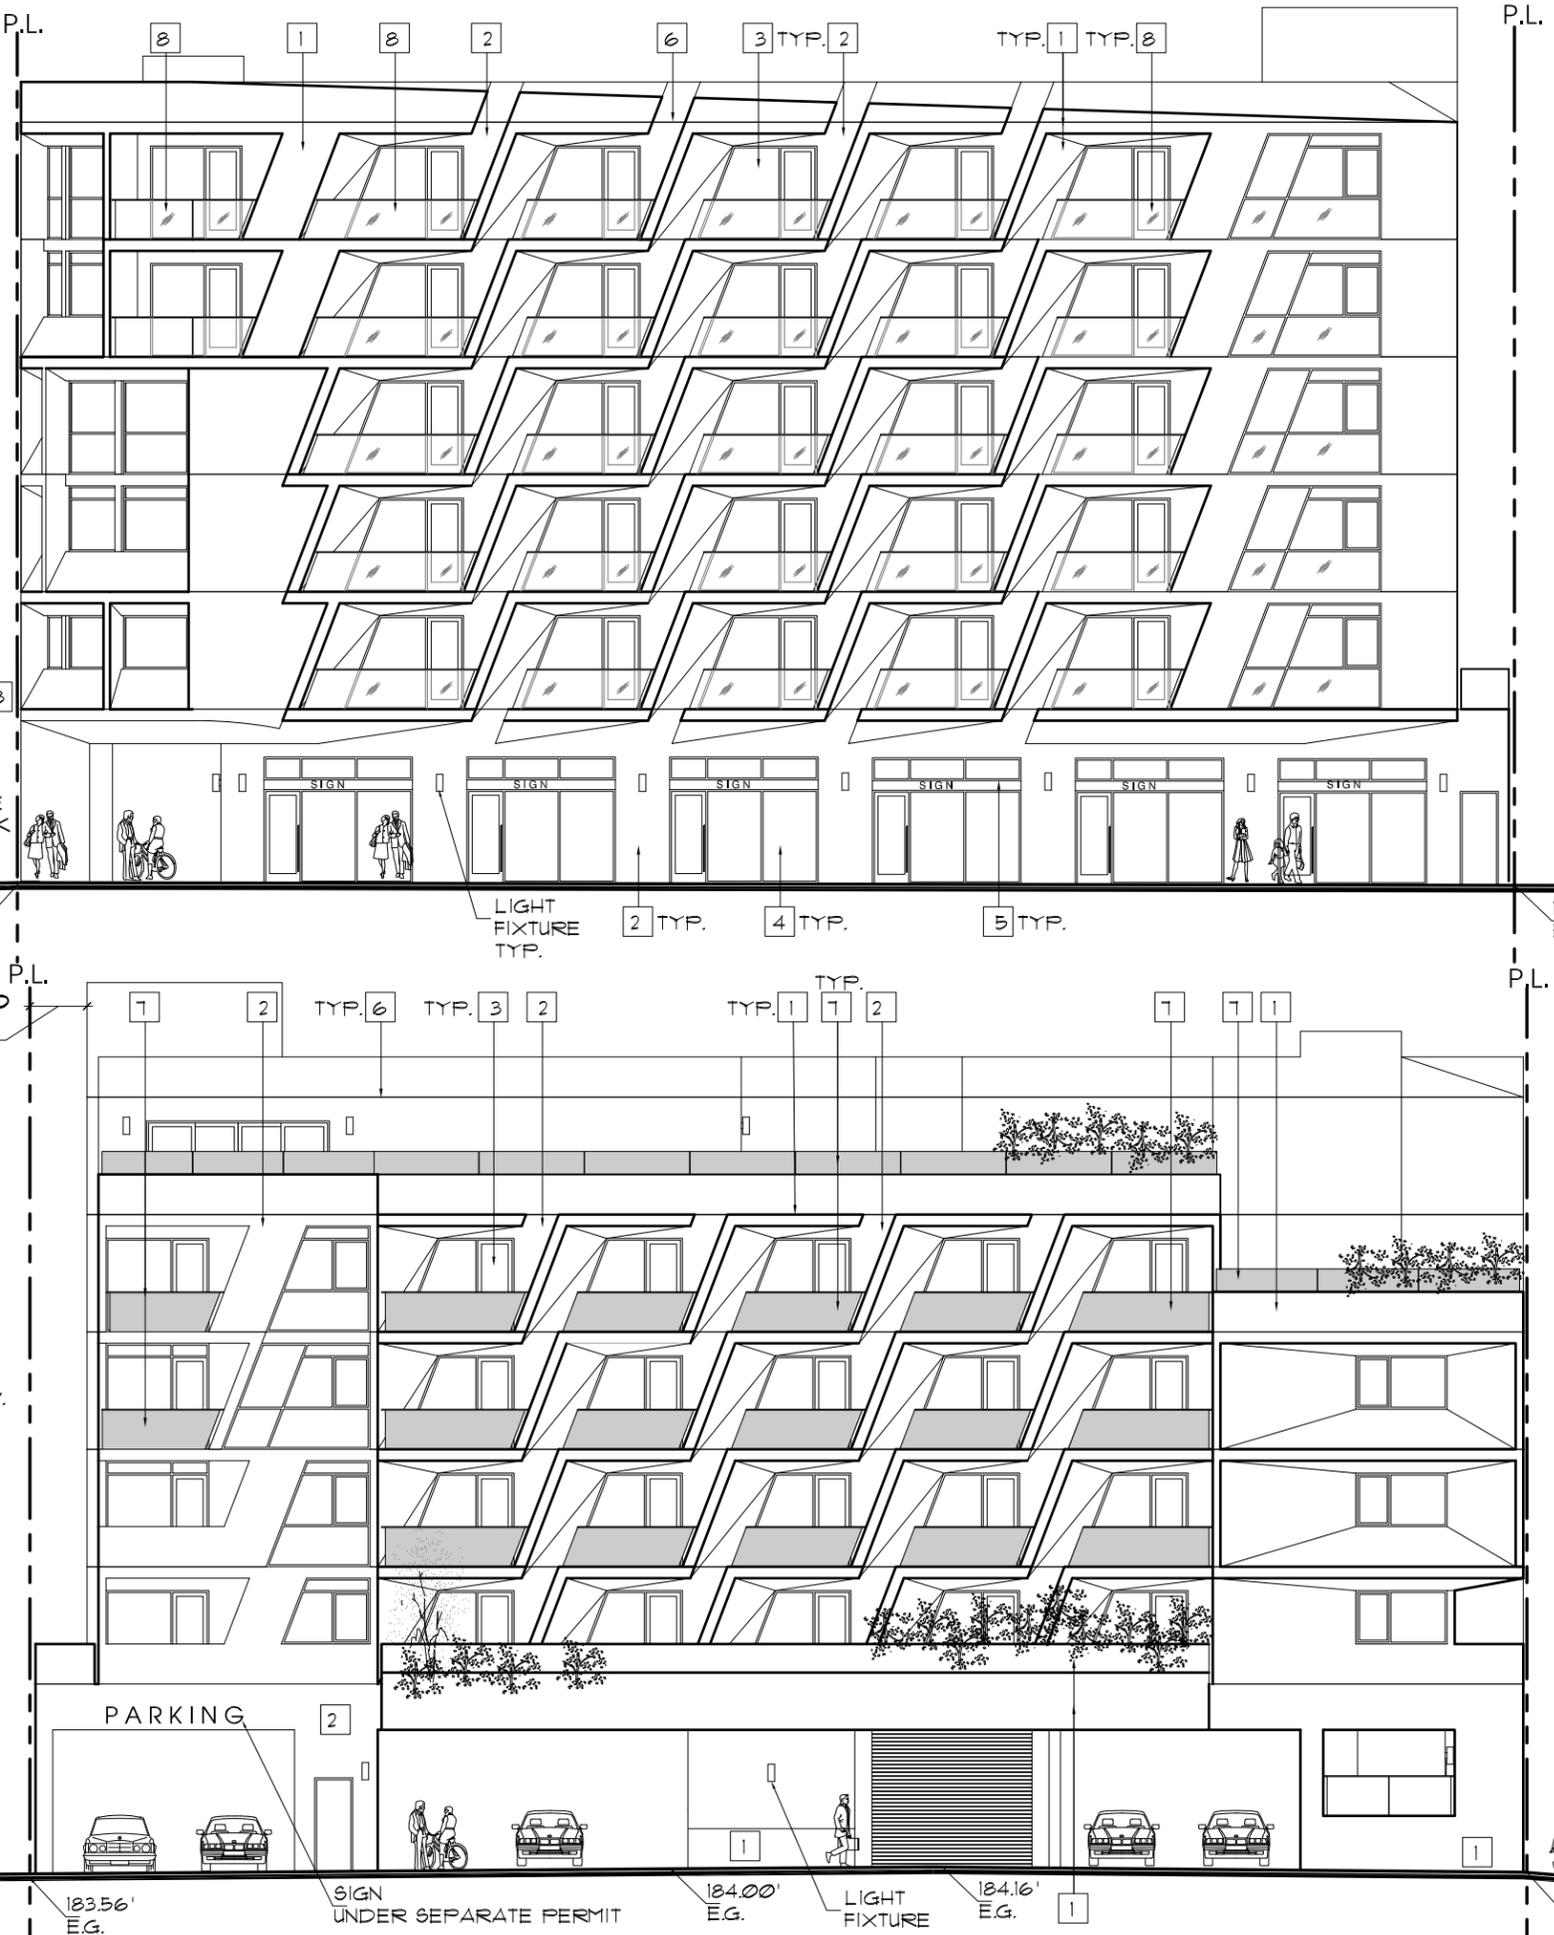 P.L.
P.L.
8
1
8
2
6
3 TYP. 2
TYP. 1 TYP. 8
SIGN
SIGN
SIGN
SIGN
SIGN
SIGN
LIGHT
FIXTURE
TYP.
2 TYP.
4 TYP.
5 TYP.
P.L.
P.L.
7
2
TYP. 6
TYP. 3
2
TYP.
TYP. 1
7
2
7
7
1
PARKING
2
1
1
183.56'
E.G.
SIGN
UNDER SEPARATE PERMIT
184.00'
E.G.
LIGHT
FIXTURE
184.16'
E.G.
1